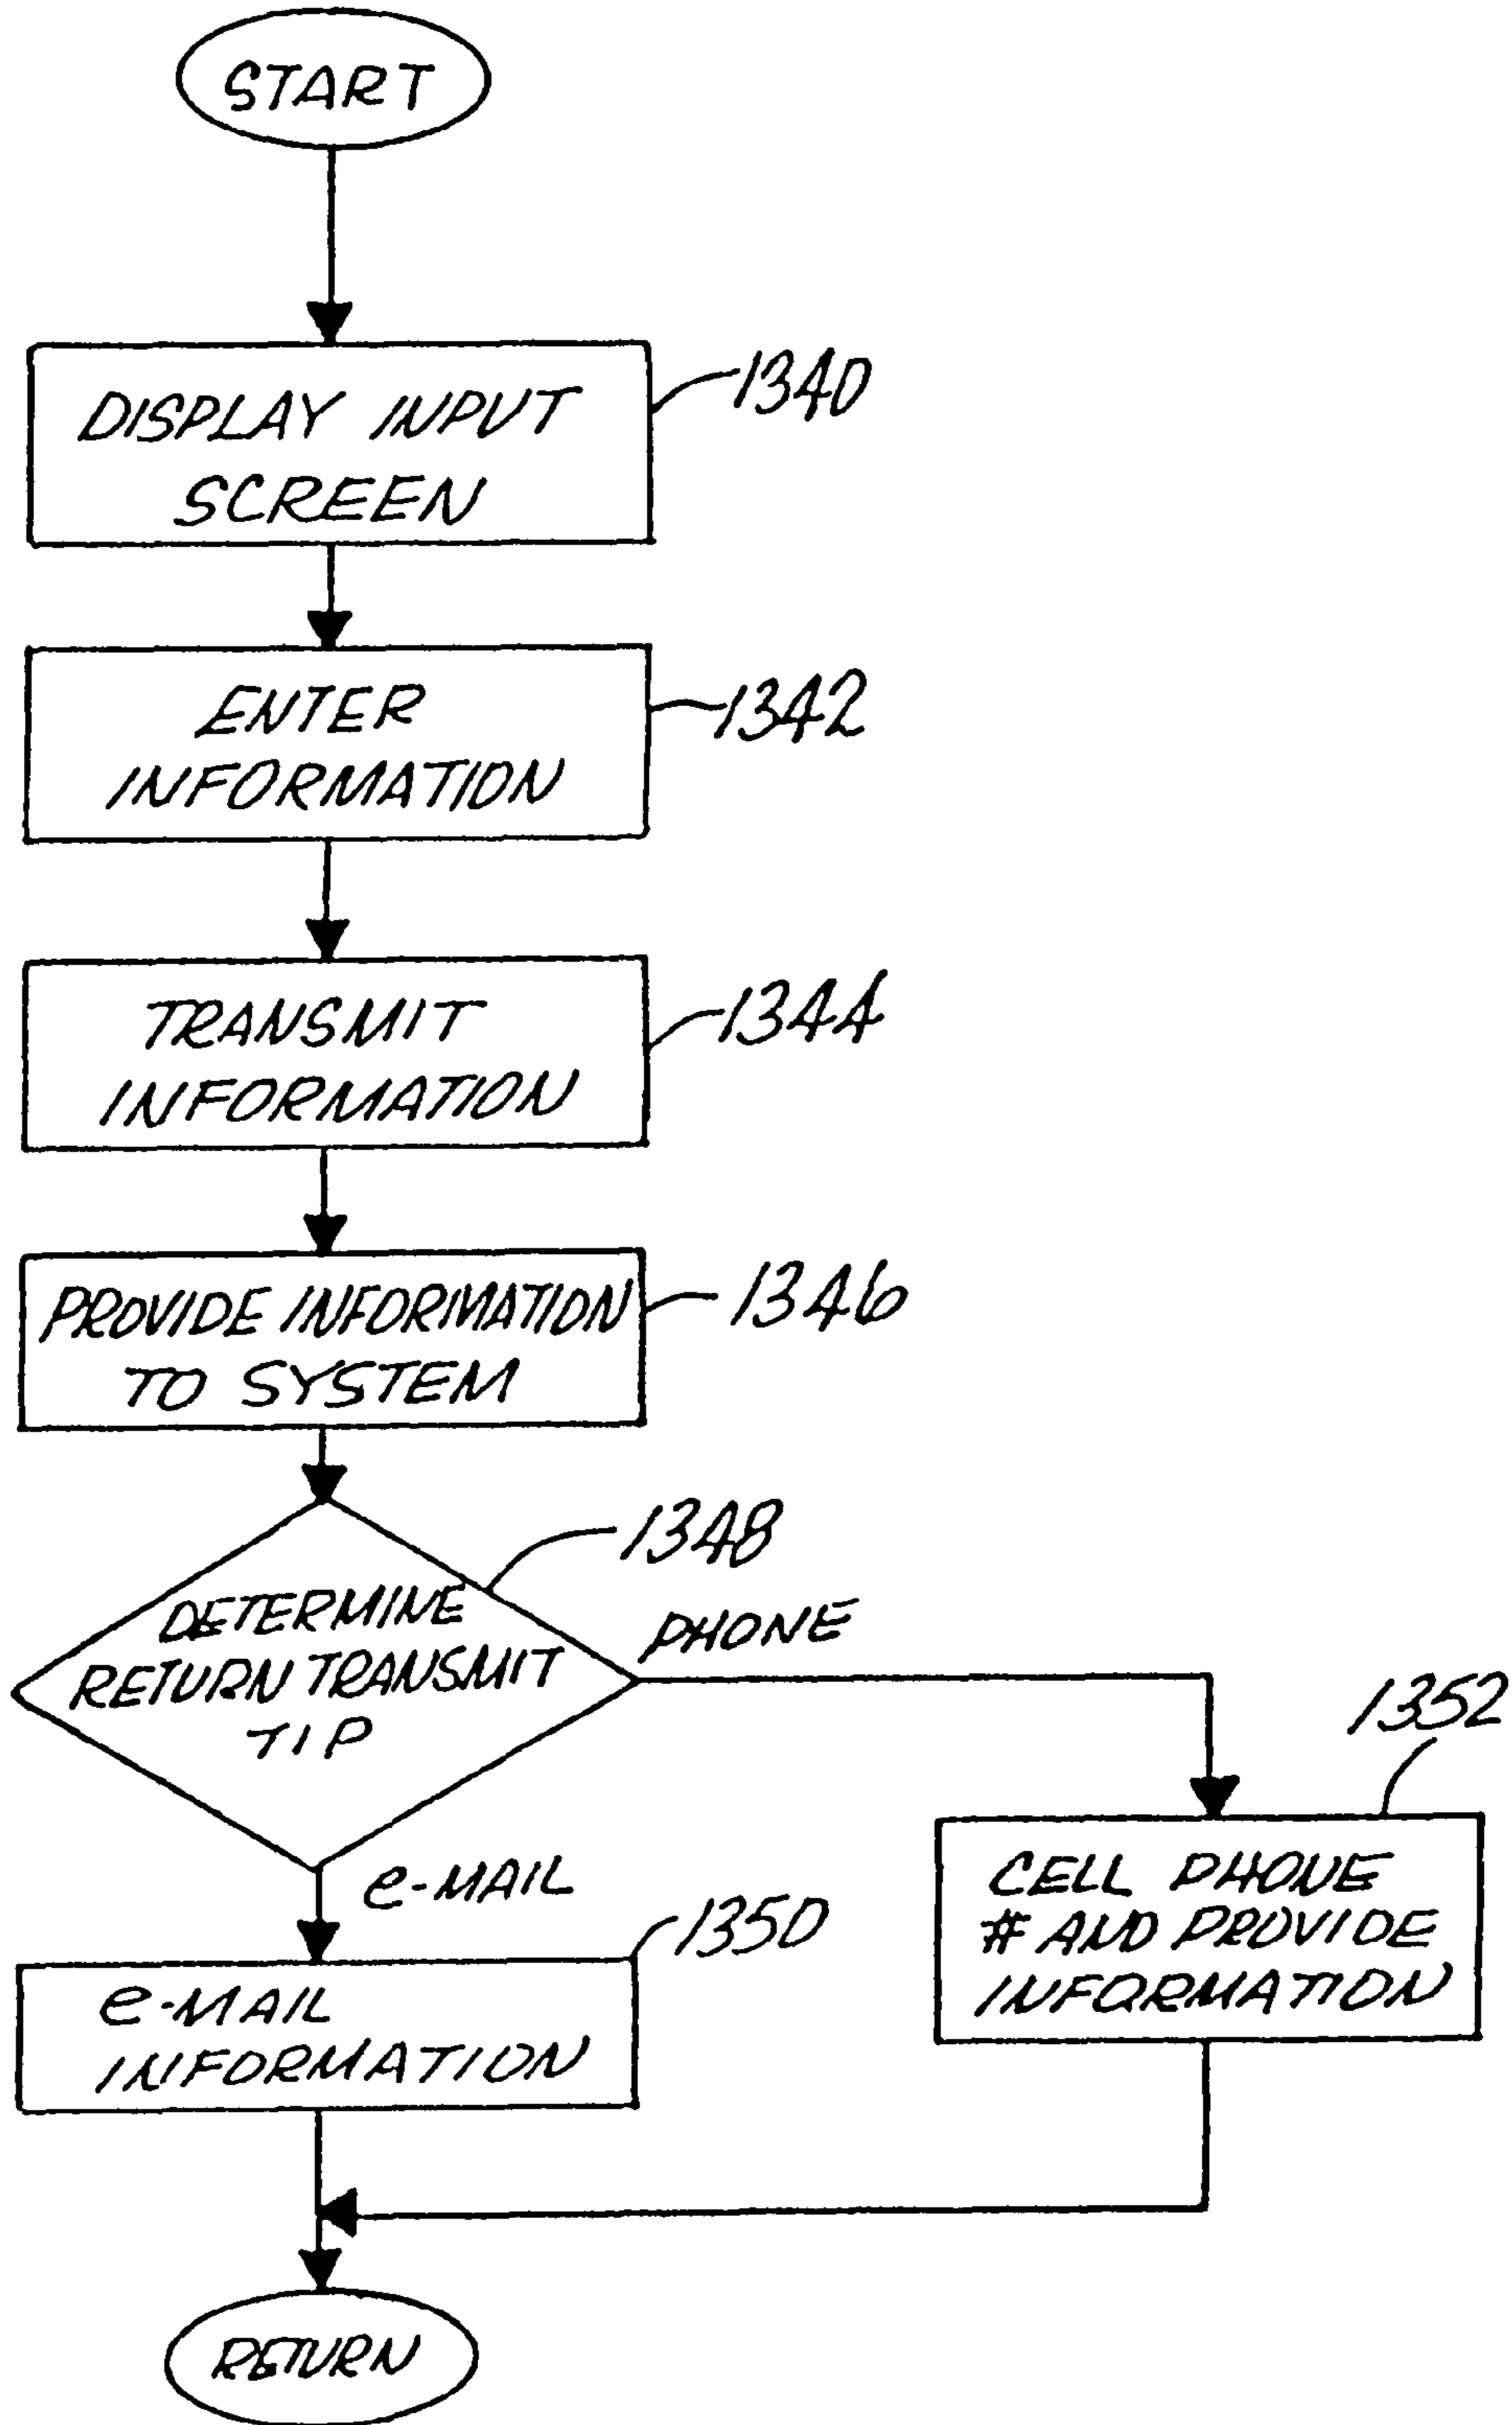 START
DISPLAY INPUT
SCREEN
1340
ENTER
INFORMATION
1342
TRANSMIT
INFORMATION
1344
PROVIDE INFORMATION
TO SYSTEM
1346
DETERMINE
RETURN TRANSMIT
TIP
1348
PHONE
e-MAIL
CELL PHONE
# AND PROVIDE
INFORMATION
1352
e-MAIL
INFORMATION
1350
RETURN